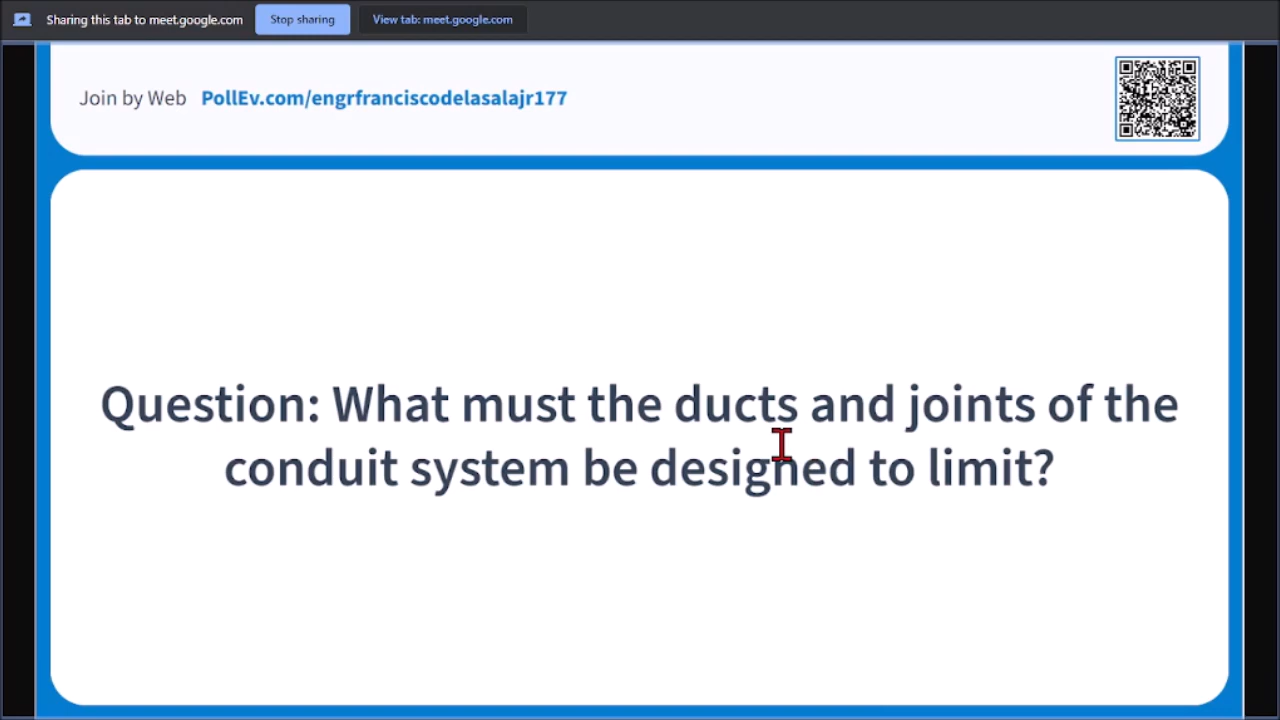 Sharing this tab to meet.google.com Stop sharing View tab: meet.google.com
Join by Web PollEv.com/engrfranciscodelasalajr177
Question: What must the ducts and joints of the
conduit system be designed to limit?